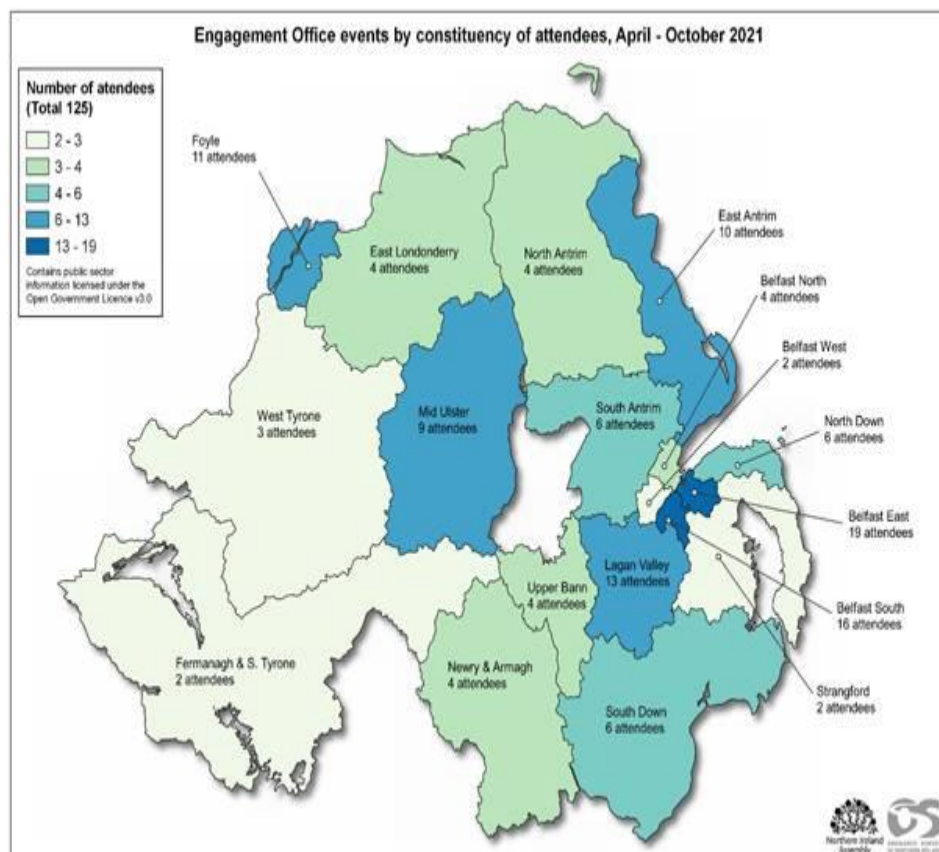 Engagement Office events by constituency of attendees, April - October 2021
Number of atendees
(Total 125)
2 - 3
3 - 4
4 - 6
6 - 13
13 - 19
Contains public sector
information licensed under the
Open Government Licence v3.0
Foyle
11 attendees
East Londonderry
4 attendees
North Antrim
4 attendees
East Antrim
10 attendees
Belfast North
4 attendees
Belfast West
2 attendees
West Tyrone
3 attendees
Mid Ulster
9 attendees
South Antrim
6 attendees
North Down
6 attendees
Belfast East
19 attendees
Lagan Valley
13 attendees
Upper Bann
4 attendees
Belfast South
16 attendees
Fermanagh & S. Tyrone
2 attendees
Newry & Armagh
4 attendees
Strangford
2 attendees
South Down
6 attendees
Northern Ireland
Assembly